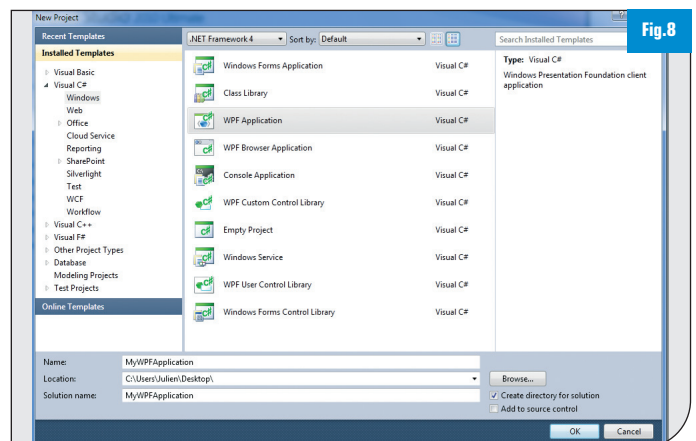 New Project
Fig.8
Recent Templates
.NET Framework 4
Sort by: Default
Search Installed Templates
Installed Templates
Visual Basic
Visual C#
Windows
Web
Office
Cloud Service
Reporting
SharePoint
Silverlight
Test
WCF
Workflow
Visual C++
Visual F#
Other Project Types
Database
Modeling Projects
Test Projects
Online Templates
Windows Forms Application Visual C#
Class Library Visual C#
WPF Application Visual C#
WPF Browser Application Visual C#
Console Application Visual C#
WPF Custom Control Library Visual C#
Empty Project Visual C#
Windows Service Visual C#
WPF User Control Library Visual C#
Windows Forms Control Library Visual C#
Type: Visual C#
Windows Presentation Foundation client
application
Name: MyWPFApplication
Location: C:\Users\Julien\Desktop\
Browse...
Solution name: MyWPFApplication
Create directory for solution
Add to source control
OK Cancel